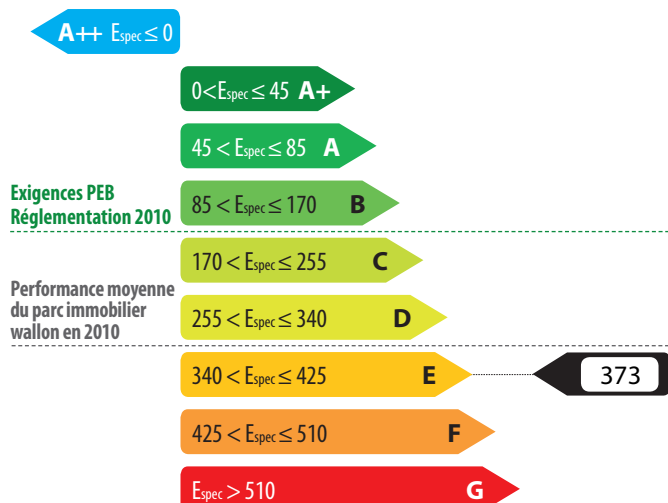 A++ Espec ≤ 0
0<Espec ≤ 45 A+
45 < Espec ≤ 85 A
Exigences PEB
Réglementation 2010
85 < Espec ≤ 170 B
170 < Espec ≤ 255 C
Performance moyenne
du parc immobilier
wallon en 2010
255 < Espec ≤ 340 D
340 < Espec ≤ 425 E 373
425 < Espec ≤ 510 F
Espec > 510 G